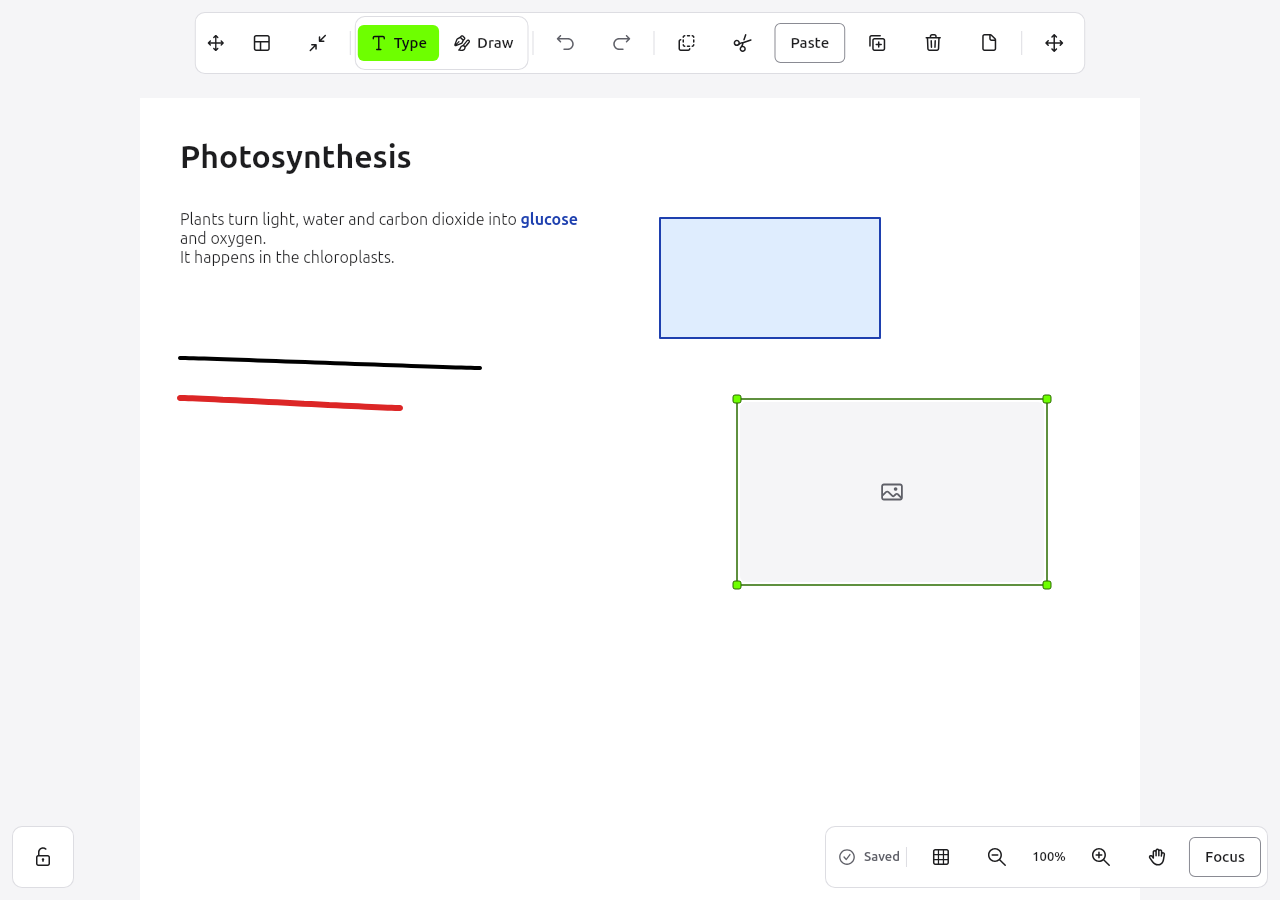 Type
Draw
Paste
Photosynthesis
Plants turn light, water and carbon dioxide into glucose
and oxygen.
It happens in the chloroplasts.
Saved
100%
Focus